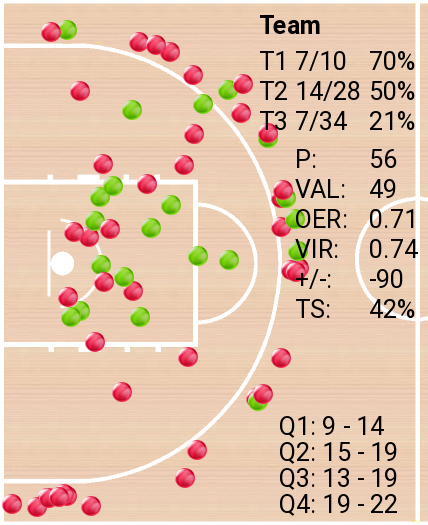 Team
T1 7/10 70%
T2 14/28 50%
T3 7/34 21%
P: 56
VAL: 49
OER: 0.71
VIR: 0.74
+/-: -90
TS: 42%
Q1: 9 - 14
Q2: 15 - 19
Q3: 13 - 19
Q4: 19 - 22